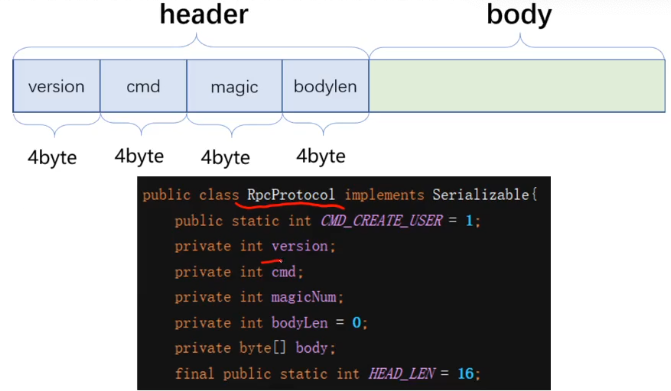 header body
version cmd magic bodylen
4byte 4byte 4byte 4byte
public class RpcProtocol implements Serializable{
public static int CMD_CREATE_USER = 1;
private int version;
private int cmd;
private int magicNum;
private int bodyLen = 0;
private byte[] body;
final public static int HEAD_LEN = 16;